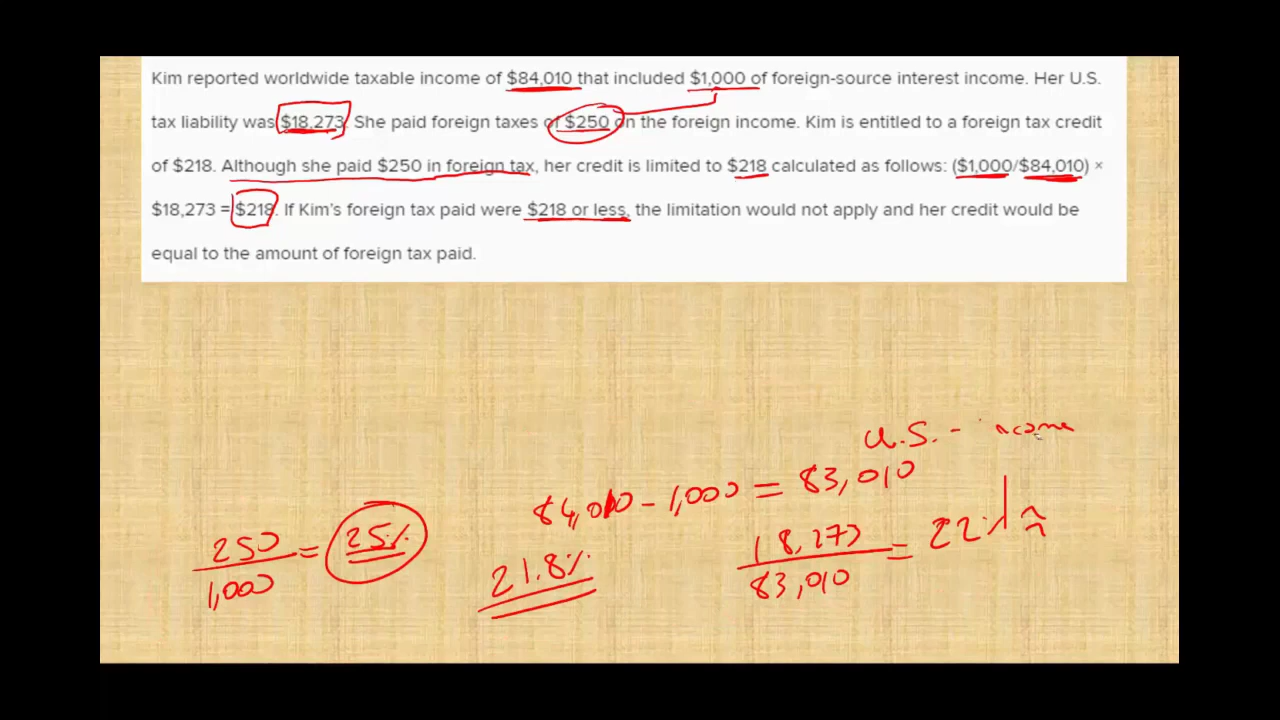 Kim reported worldwide taxable income of $84,010 that included $1,000 of foreign-source interest income. Her U.S.
tax liability was $18,273. She paid foreign taxes of $250 on the foreign income. Kim is entitled to a foreign tax credit
of $218. Although she paid $250 in foreign tax, her credit is limited to $218 calculated as follows: ($1,000/$84,010) ×
$18,273 = $218. If Kim's foreign tax paid were $218 or less, the limitation would not apply and her credit would be
equal to the amount of foreign tax paid.
U.S. - income
84,010 - 1,000 = 83,010
250
1,000
= 25%
21.8%
18,273
83,010
= 22%